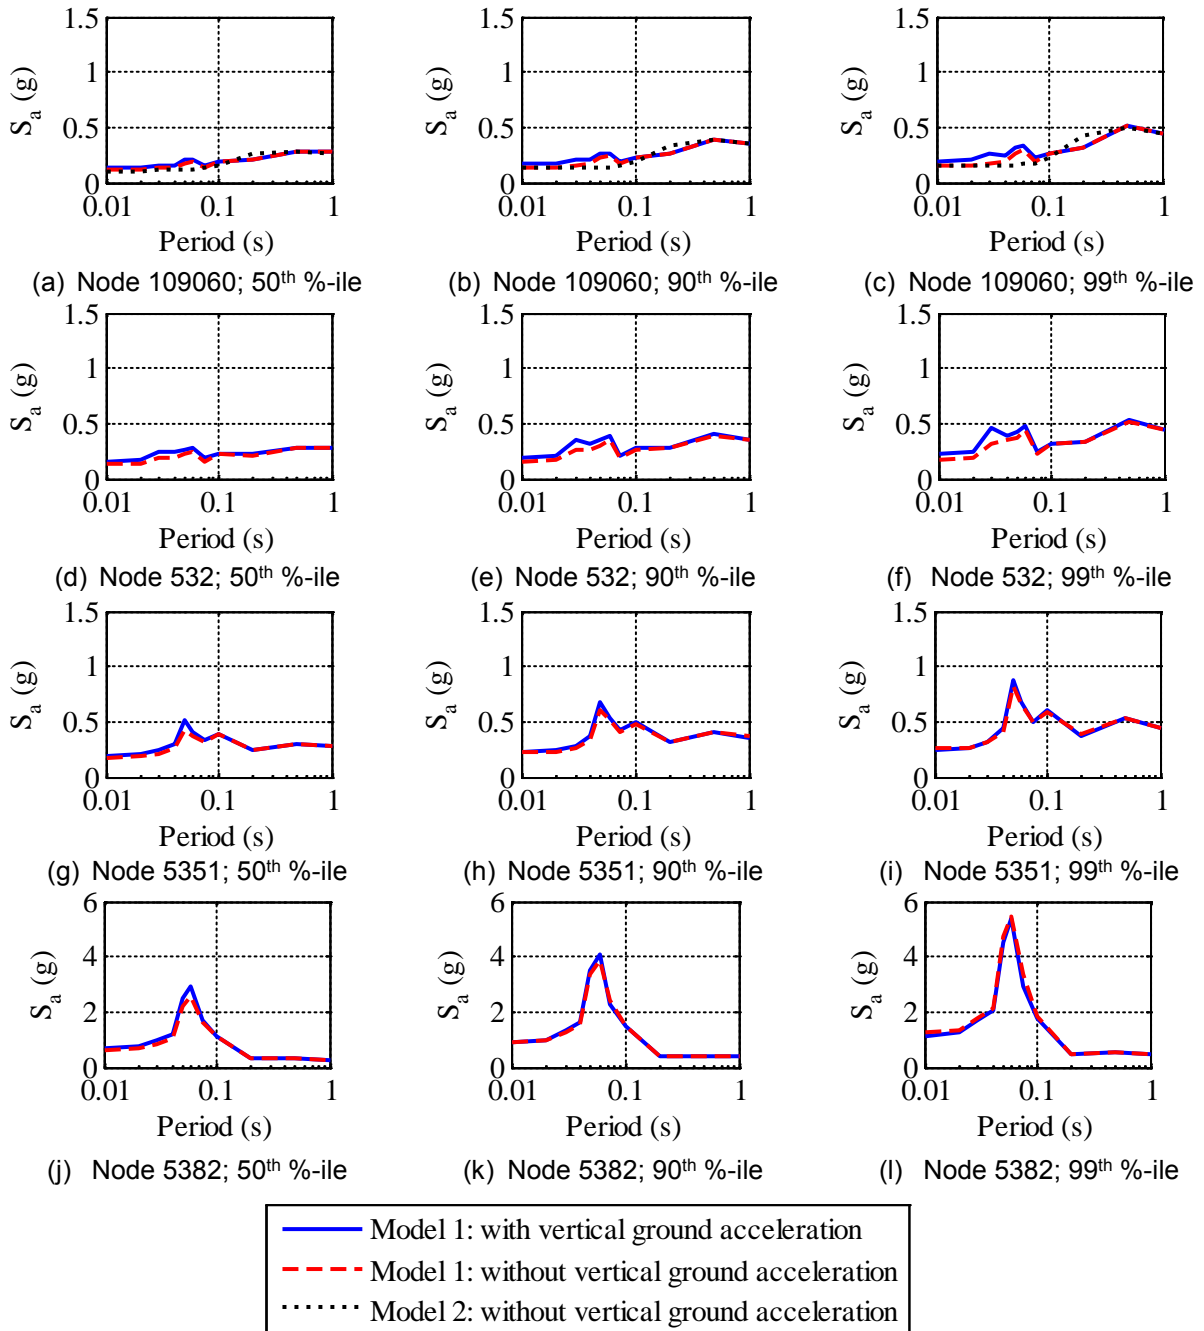 1.5
1
0.5
0
S_a (g)
0.01
0.1
1
Period (s)
(a) Node 109060; 50th %-ile
1.5
1
0.5
0
S_a (g)
0.01
0.1
1
Period (s)
(b) Node 109060; 90th %-ile
1.5
1
0.5
0
S_a (g)
0.01
0.1
1
Period (s)
(c) Node 109060; 99th %-ile
1.5
1
0.5
0
S_a (g)
0.01
0.1
1
Period (s)
(d) Node 532; 50th %-ile
1.5
1
0.5
0
S_a (g)
0.01
0.1
1
Period (s)
(e) Node 532; 90th %-ile
1.5
1
0.5
0
S_a (g)
0.01
0.1
1
Period (s)
(f) Node 532; 99th %-ile
1.5
1
0.5
0
S_a (g)
0.01
0.1
1
Period (s)
(g) Node 5351; 50th %-ile
1.5
1
0.5
0
S_a (g)
0.01
0.1
1
Period (s)
(h) Node 5351; 90th %-ile
1.5
1
0.5
0
S_a (g)
0.01
0.1
1
Period (s)
(i) Node 5351; 99th %-ile
6
4
2
0
S_a (g)
0.01
0.1
1
Period (s)
(j) Node 5382; 50th %-ile
6
4
2
0
S_a (g)
0.01
0.1
1
Period (s)
(k) Node 5382; 90th %-ile
6
4
2
0
S_a (g)
0.01
0.1
1
Period (s)
(l) Node 5382; 99th %-ile
Model 1: with vertical ground acceleration
Model 1: without vertical ground acceleration
Model 2: without vertical ground acceleration